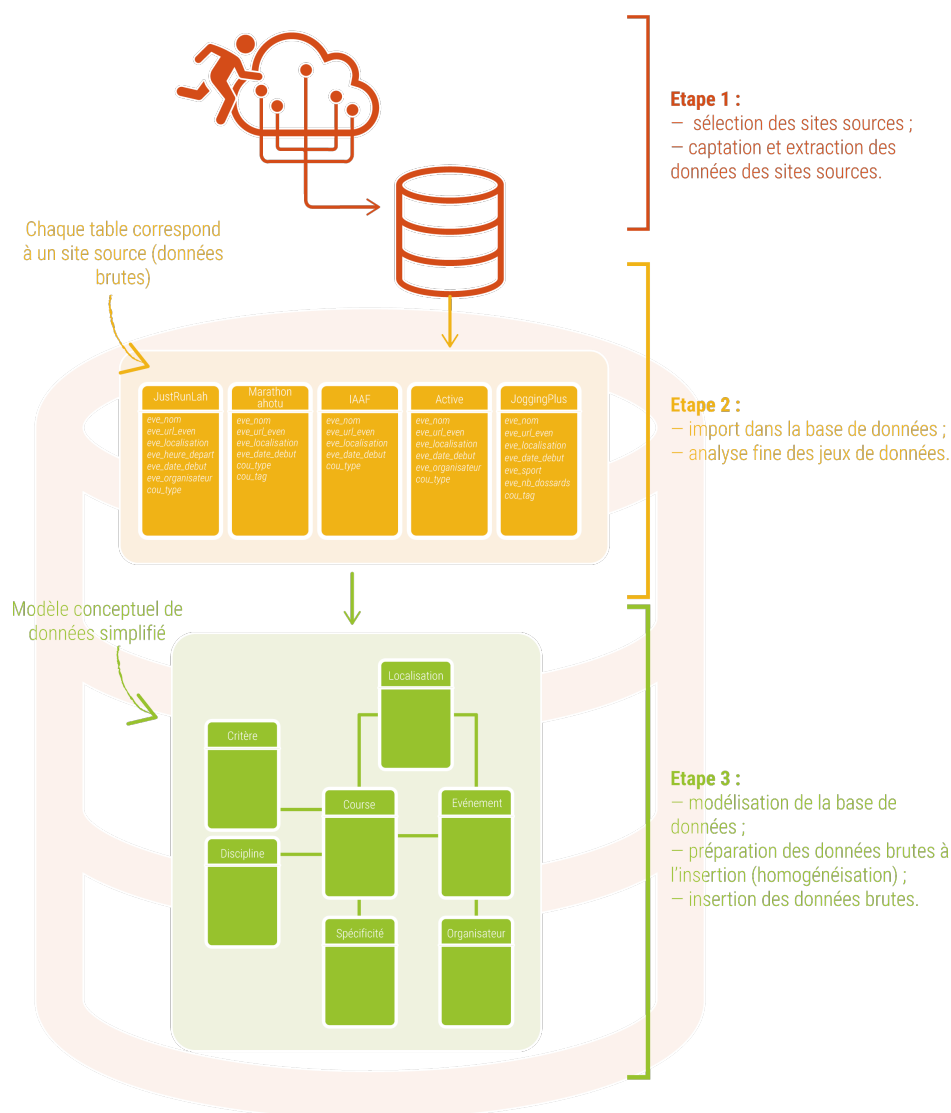 Etape 1 :
— sélection des sites sources ;
— captation et extraction des
données des sites sources.
Chaque table correspond
à un site source (données
brutes)
JustRunLah
eve_nom
eve_url_even
eve_localisation
eve_heure_depart
eve_date_debut
eve_organisateur
cou_type
Marathon
ahotu
eve_nom
eve_url_even
eve_localisation
eve_date_debut
cou_type
cou_tag
IAAF
eve_nom
eve_url_even
eve_localisation
eve_date_debut
cou_type
Active
eve_nom
eve_url_even
eve_localisation
eve_date_debut
eve_organisateur
cou_type
JoggingPlus
eve_nom
eve_url_even
eve_localisation
eve_date_debut
eve_sport
eve_nb_dossards
cou_tag
Etape 2 :
— import dans la base de données ;
— analyse fine des jeux de données.
Modèle conceptuel de
données simplifié
Localisation
Critère
Course
Evénement
Discipline
Spécificité
Organisateur
Etape 3 :
— modélisation de la base de
données ;
— préparation des données brutes à
l'insertion (homogénéisation) ;
— insertion des données brutes.